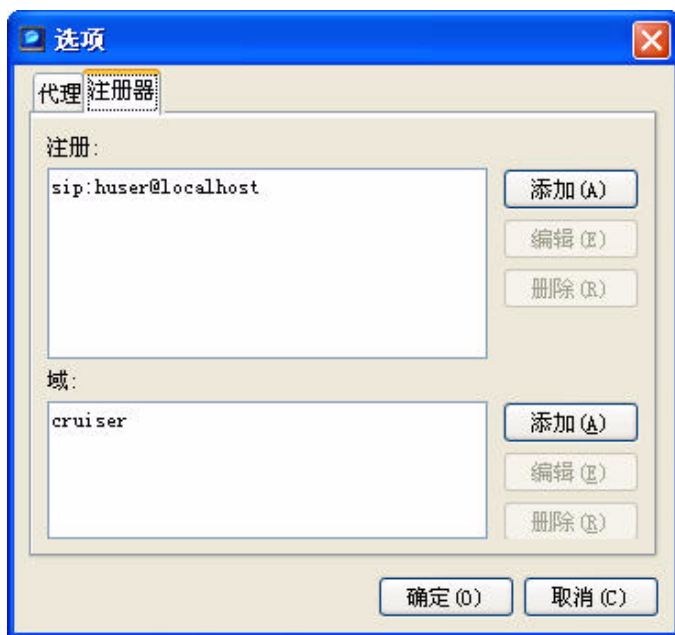 选项
代理 注册器
注册:
sip:huser@localhost
添加(A)
编辑(E)
删除(R)
域:
cruiser
添加(A)
编辑(E)
删除(R)
确定(O) 取消(C)